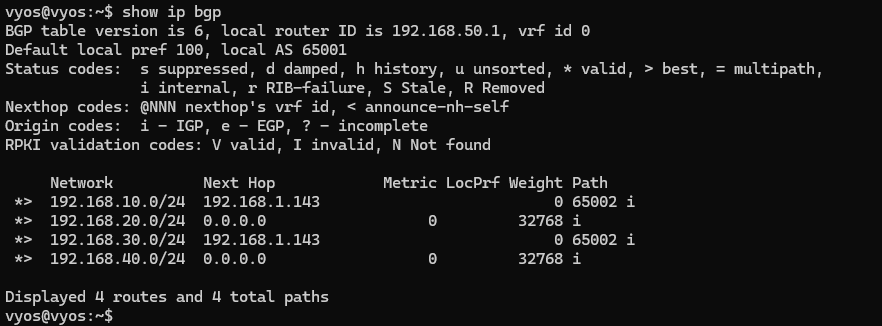 vyos@vyos:~$ show ip bgp
BGP table version is 6, local router ID is 192.168.50.1, vrf id 0
Default local pref 100, local AS 65001
Status codes:  s suppressed, d damped, h history, u unsorted, * valid, > best, = multipath,
               i internal, r RIB-failure, S Stale, R Removed
Nexthop codes: @NNN nexthop's vrf id, < announce-nh-self
Origin codes:  i - IGP, e - EGP, ? - incomplete
RPKI validation codes: V valid, I invalid, N Not found

     Network          Next Hop            Metric LocPrf Weight Path
 *>  192.168.10.0/24  192.168.1.143                          0 65002 i
 *>  192.168.20.0/24  0.0.0.0                  0         32768 i
 *>  192.168.30.0/24  192.168.1.143                          0 65002 i
 *>  192.168.40.0/24  0.0.0.0                  0         32768 i

Displayed 4 routes and 4 total paths
vyos@vyos:~$